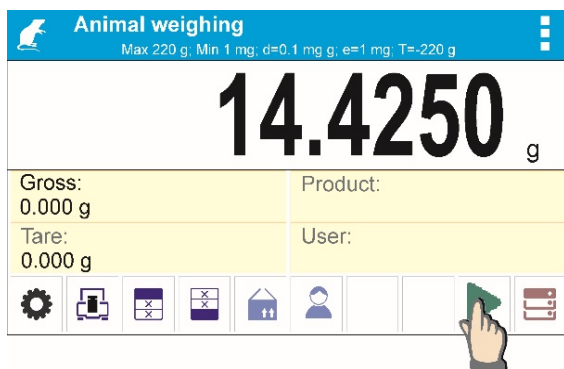 Animal weighing
Max 220 g; Min 1 mg; d=0.1 mg g; e=1 mg; T=-220 g
14.4250 g
Gross:
0.000 g
Product:
Tare:
0.000 g
User: